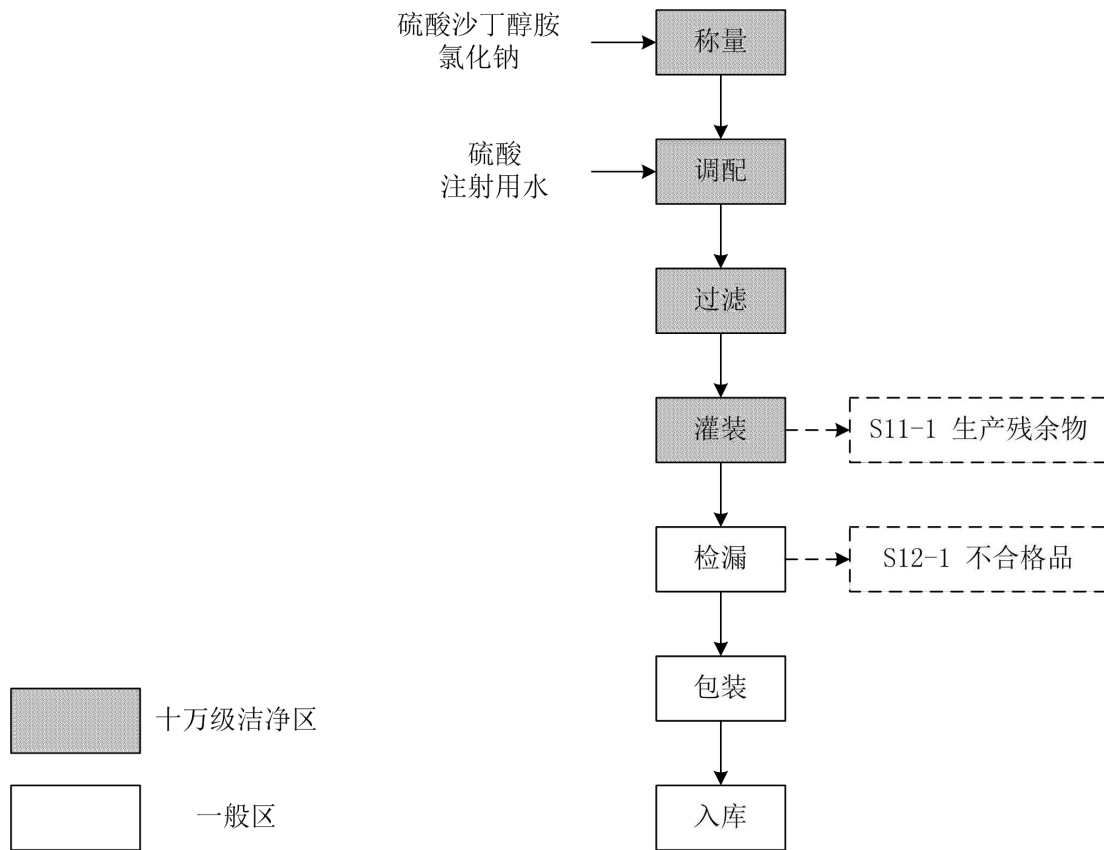 硫酸沙丁醇胺
氯化钠
称量
硫酸
注射用水
调配
过滤
灌装
S11-1 生产残余物
检漏
S12-1 不合格品
包装
十万级洁净区
一般区
入库